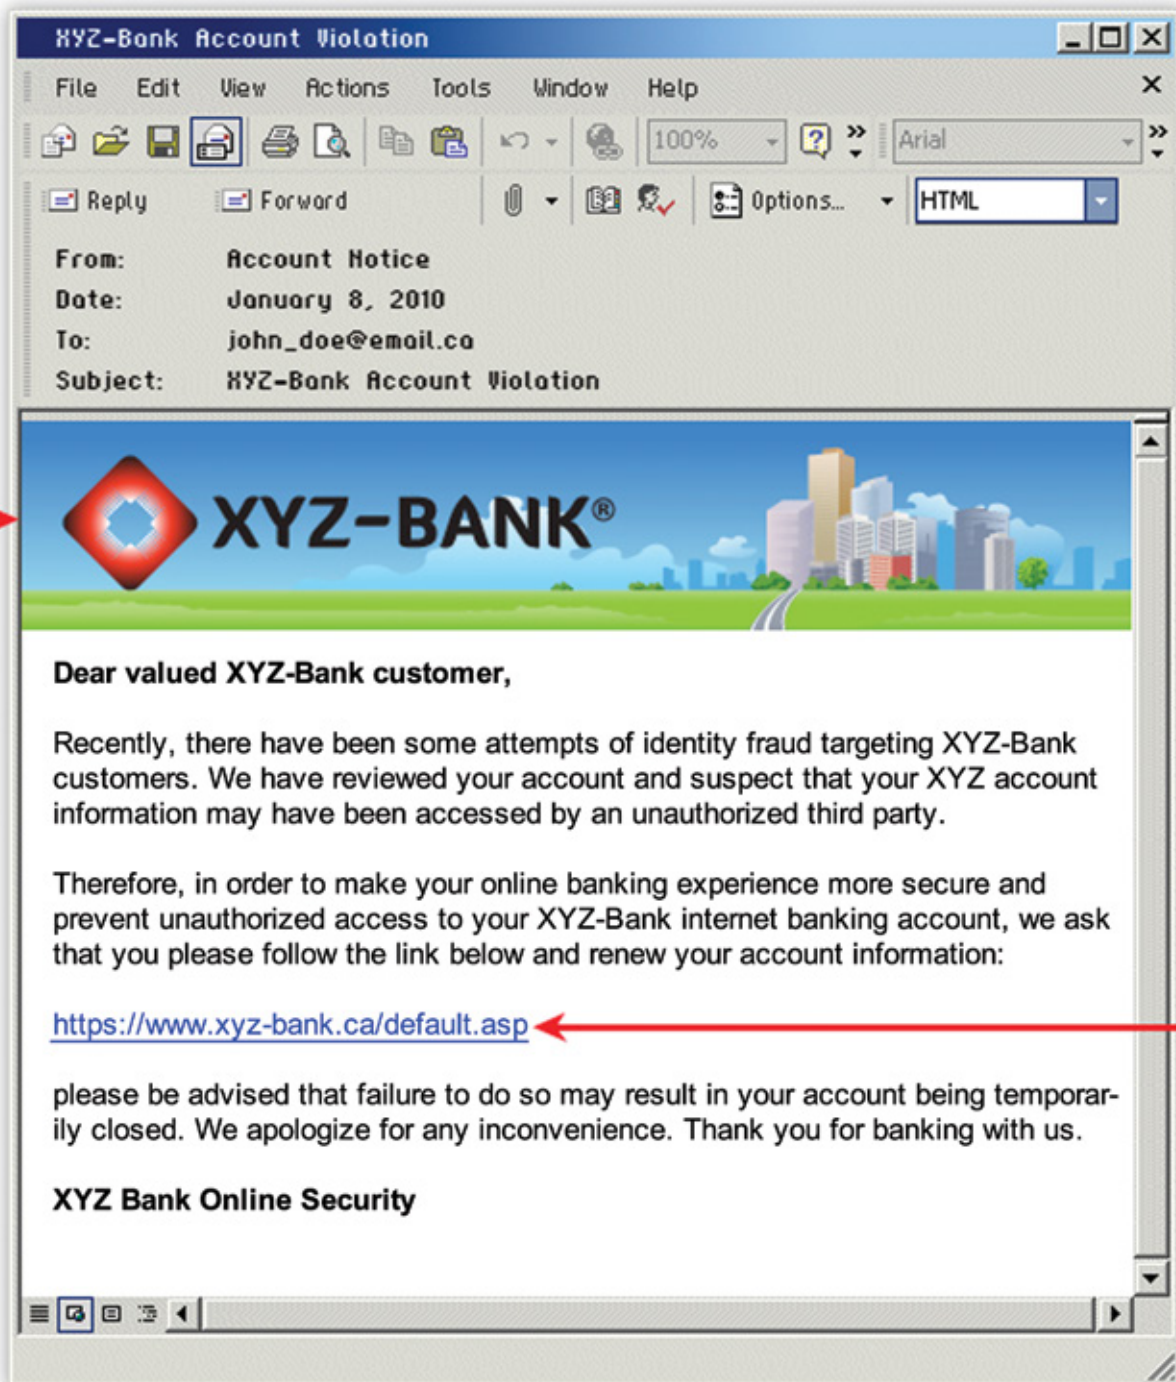 XYZ-Bank Account Violation
File Edit View Actions Tools Window Help
100% Arial
Reply Forward Options... HTML
From: Account Notice
Date: January 8, 2010
To: john_doe@email.ca
Subject: XYZ-Bank Account Violation
XYZ-BANK®
Dear valued XYZ-Bank customer,
Recently, there have been some attempts of identity fraud targeting XYZ-Bank
customers. We have reviewed your account and suspect that your XYZ account
information may have been accessed by an unauthorized third party.
Therefore, in order to make your online banking experience more secure and
prevent unauthorized access to your XYZ-Bank internet banking account, we ask
that you please follow the link below and renew your account information:
https://www.xyz-bank.ca/default.asp
please be advised that failure to do so may result in your account being temporar-
ily closed. We apologize for any inconvenience. Thank you for banking with us.
XYZ Bank Online Security